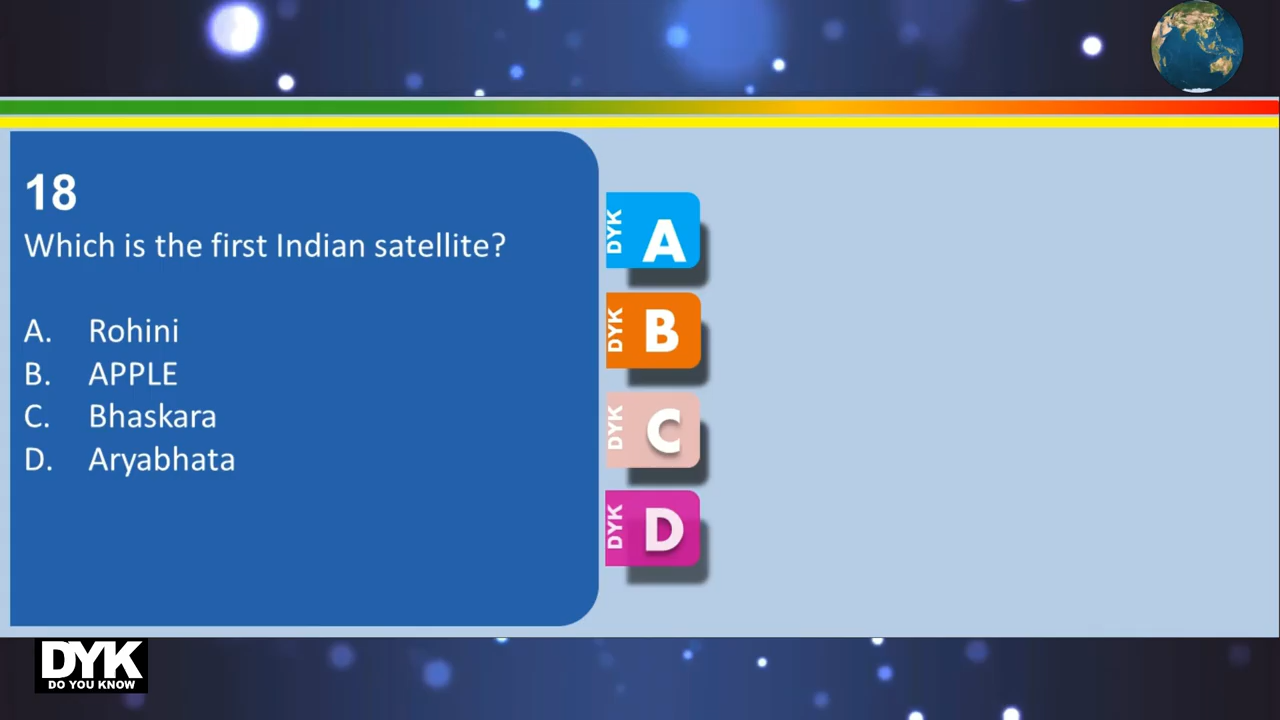 18
Which is the first Indian satellite?
A. Rohini
B. APPLE
C. Bhaskara
D. Aryabhata
DYK A
DYK B
DYK C
DYK D
DYK
DO YOU KNOW